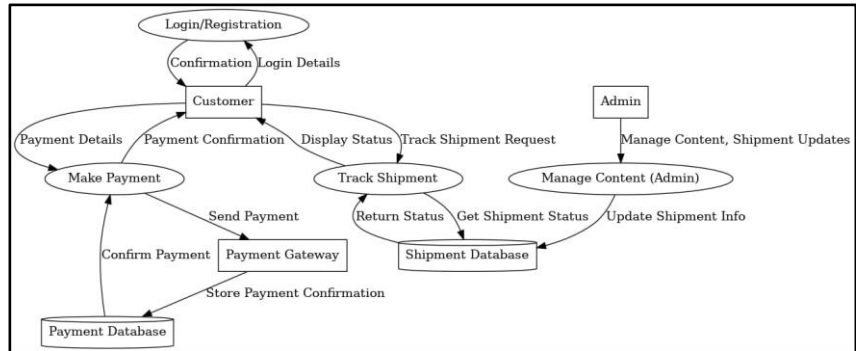 Login/Registration
Confirmation
Login Details
Customer
Admin
Payment Details
Payment Confirmation
Display Status
Track Shipment Request
Manage Content, Shipment Updates
Make Payment
Track Shipment
Manage Content (Admin)
Send Payment
Return Status
Get Shipment Status
Update Shipment Info
Confirm Payment
Payment Gateway
Shipment Database
Store Payment Confirmation
Payment Database